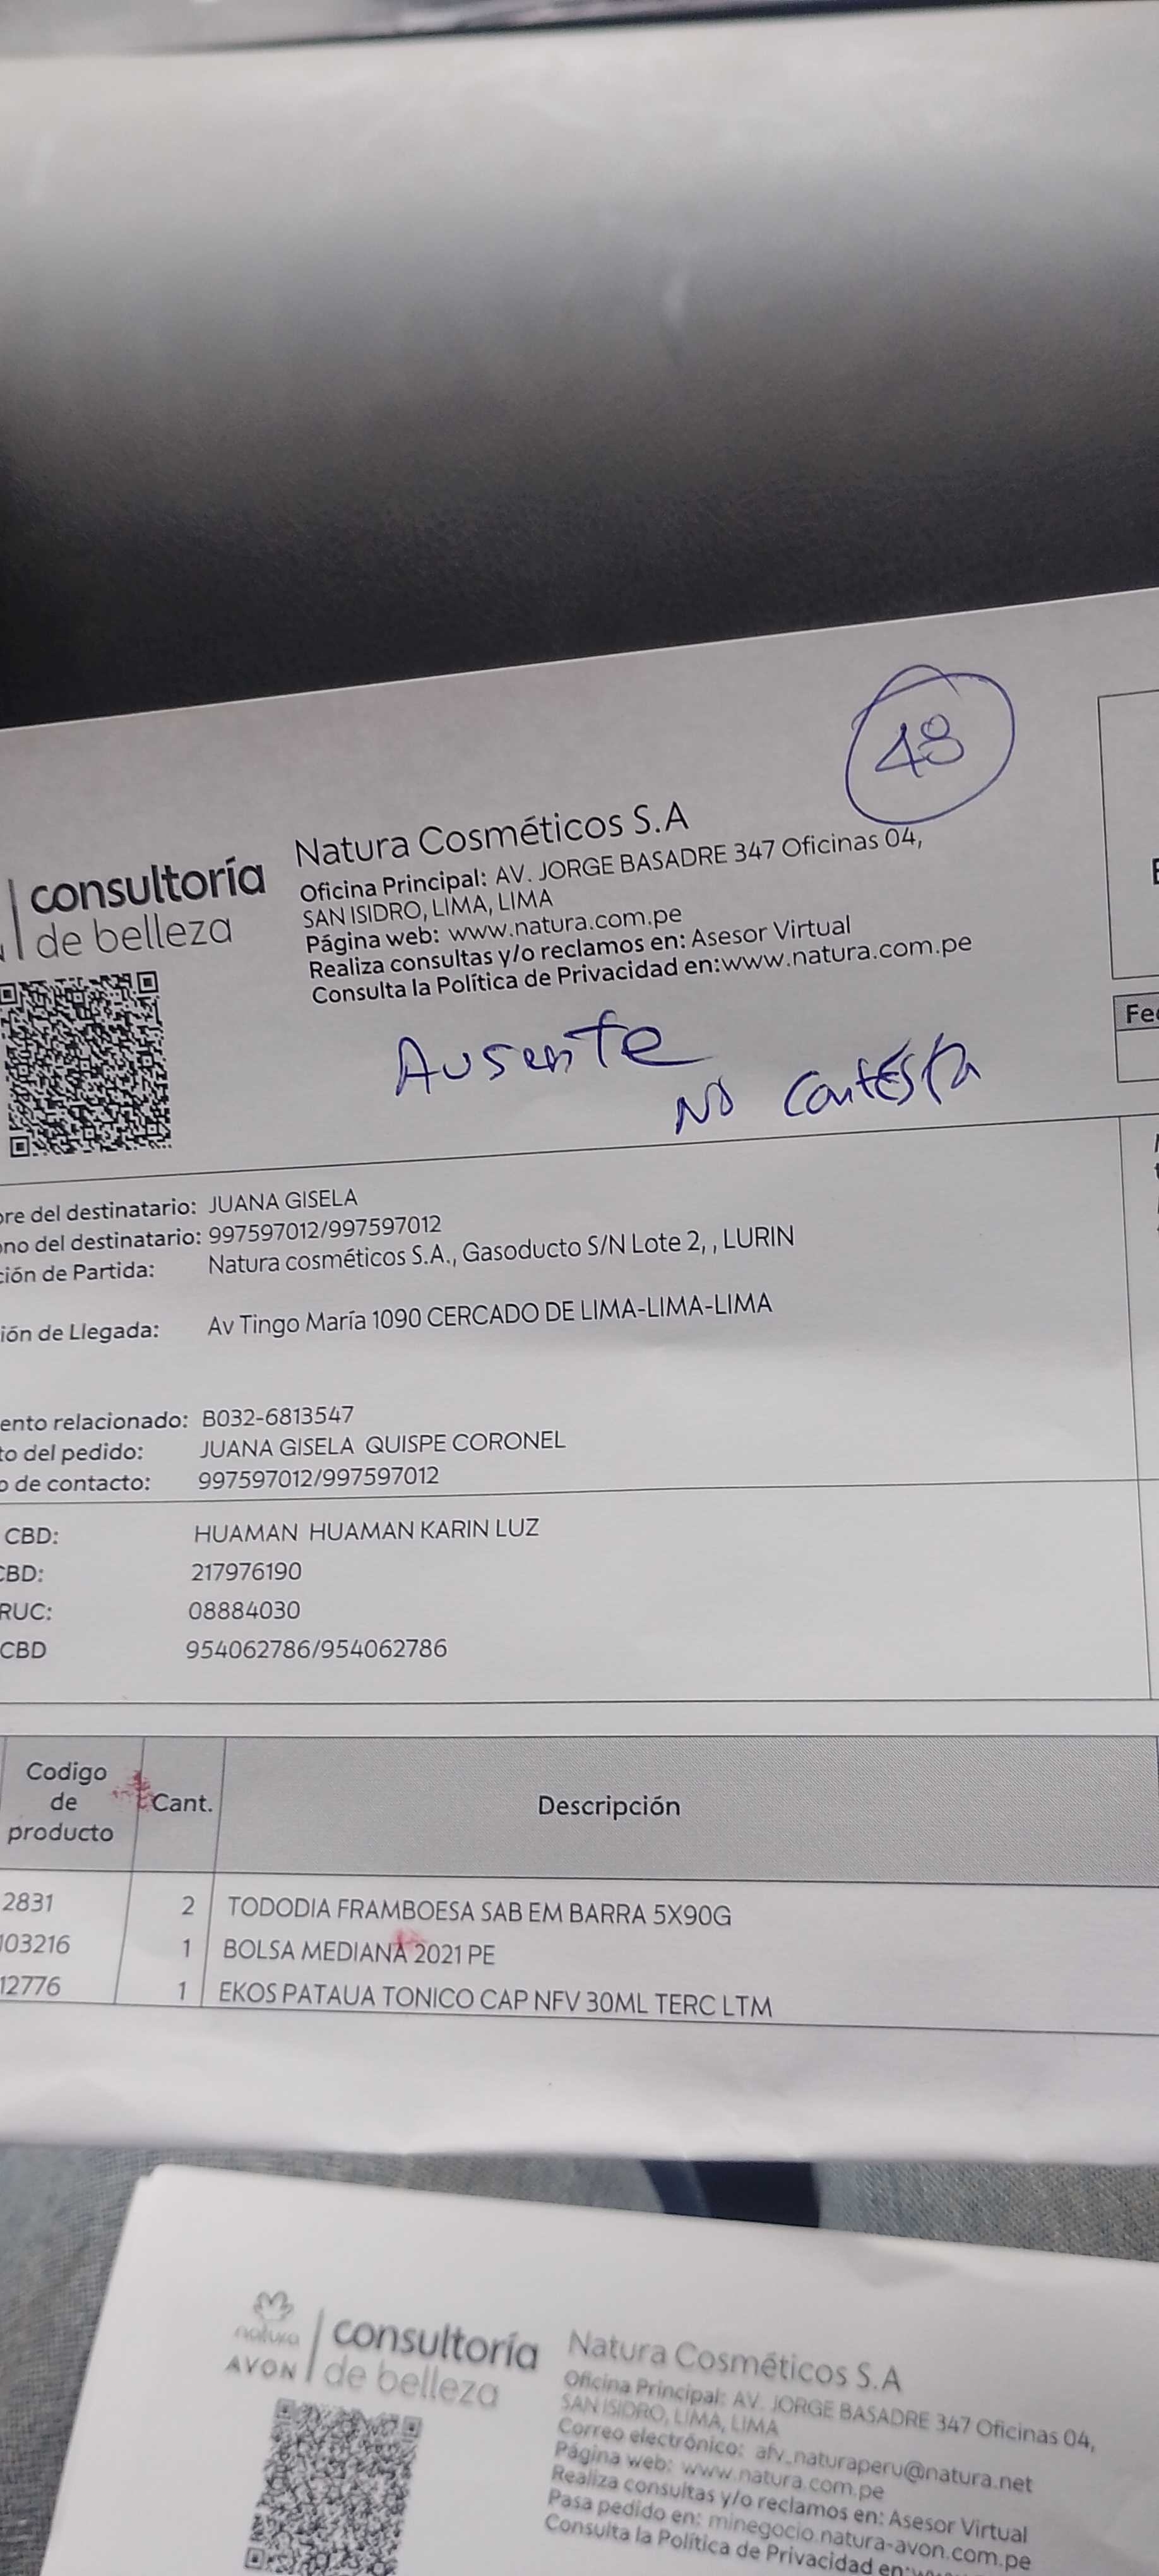 48
consultoría
de belleza
Natura Cosméticos S.A
Oficina Principal: AV. JORGE BASADRE 347 Oficinas 04,
SAN ISIDRO, LIMA, LIMA
Página web: www.natura.com.pe
Realiza consultas y/o reclamos en: Asesor Virtual
Consulta la Política de Privacidad en:www.natura.com.pe
Ausente
No contesta
Fec
bre del destinatario: JUANA GISELA
ono del destinatario: 997597012/997597012
ción de Partida: Natura cosméticos S.A., Gasoducto S/N Lote 2, , LURIN
ión de Llegada: Av Tingo María 1090 CERCADO DE LIMA-LIMA-LIMA
ento relacionado: B032-6813547
to del pedido: JUANA GISELA QUISPE CORONEL
o de contacto: 997597012/997597012
CBD: HUAMAN HUAMAN KARIN LUZ
CBD: 217976190
RUC: 08884030
CBD 954062786/954062786
Codigo de producto Cant. Descripción
2831 2 TODODIA FRAMBOESA SAB EM BARRA 5X90G
103216 1 BOLSA MEDIANA 2021 PE
12776 1 EKOS PATAUA TONICO CAP NFV 30ML TERC LTM
natura
AVON
consultoría
de belleza
Natura Cosméticos S.A
Oficina Principal: AV. JORGE BASADRE 347 Oficinas 04,
SAN ISIDRO, LIMA, LIMA
Correo electrónico: afv_naturaperu@natura.net
Página web: www.natura.com.pe
Realiza consultas y/o reclamos en: Asesor Virtual
Pasa pedido en: minegocio.natura-avon.com.pe
Consulta la Política de Privacidad en: